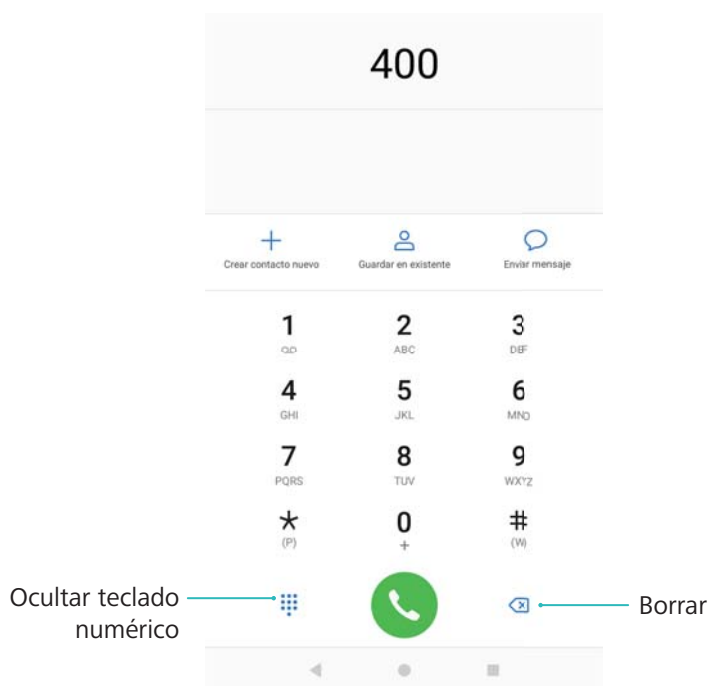 400
Crear contacto nuevo Guardar en existente Enviar mensaje
1 2 3
ABC DEF
4 5 6
GHI JKL MNO
7 8 9
PQRS TUV WXYZ
* 0 #
(P) + (W)
Ocultar teclado
numérico
Borrar